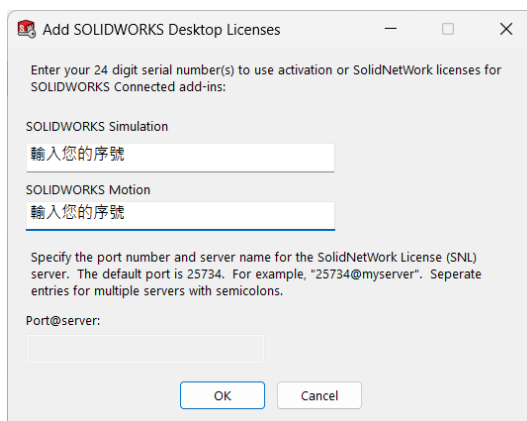 Add SOLIDWORKS Desktop Licenses
Enter your 24 digit serial number(s) to use activation or SolidNetWork licenses for
SOLIDWORKS Connected add-ins:
SOLIDWORKS Simulation
輸入您的序號
SOLIDWORKS Motion
輸入您的序號
Specify the port number and server name for the SolidNetWork License (SNL)
server. The default port is 25734. For example, "25734@myserver". Seperate
entries for multiple servers with semicolons.
Port@server:
OK Cancel